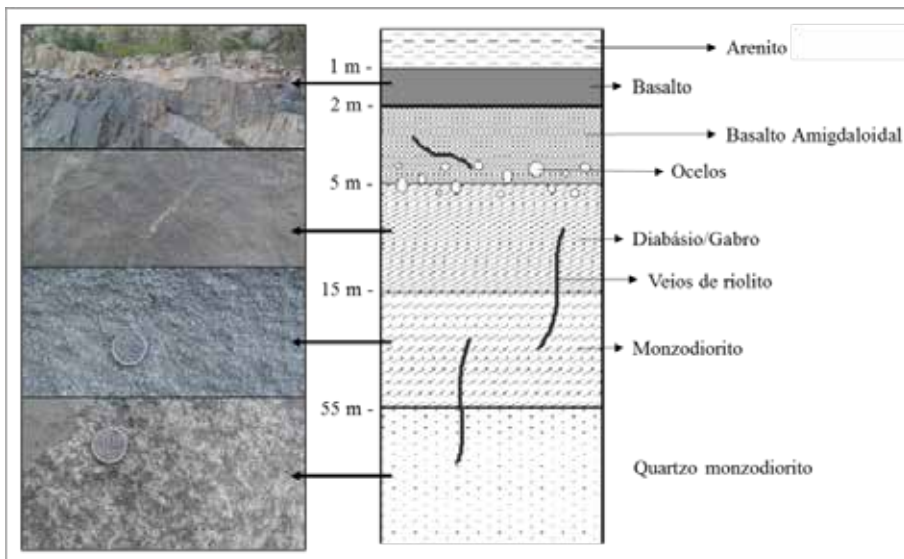 Arenito
1 m -
Basalto
2 m -
Basalto Amigdaloidal
Ocelos
5 m -
Diabásio/Gabro
Veios de riolito
15 m -
Monzodiorito
55 m -
Quartzo monzodiorito